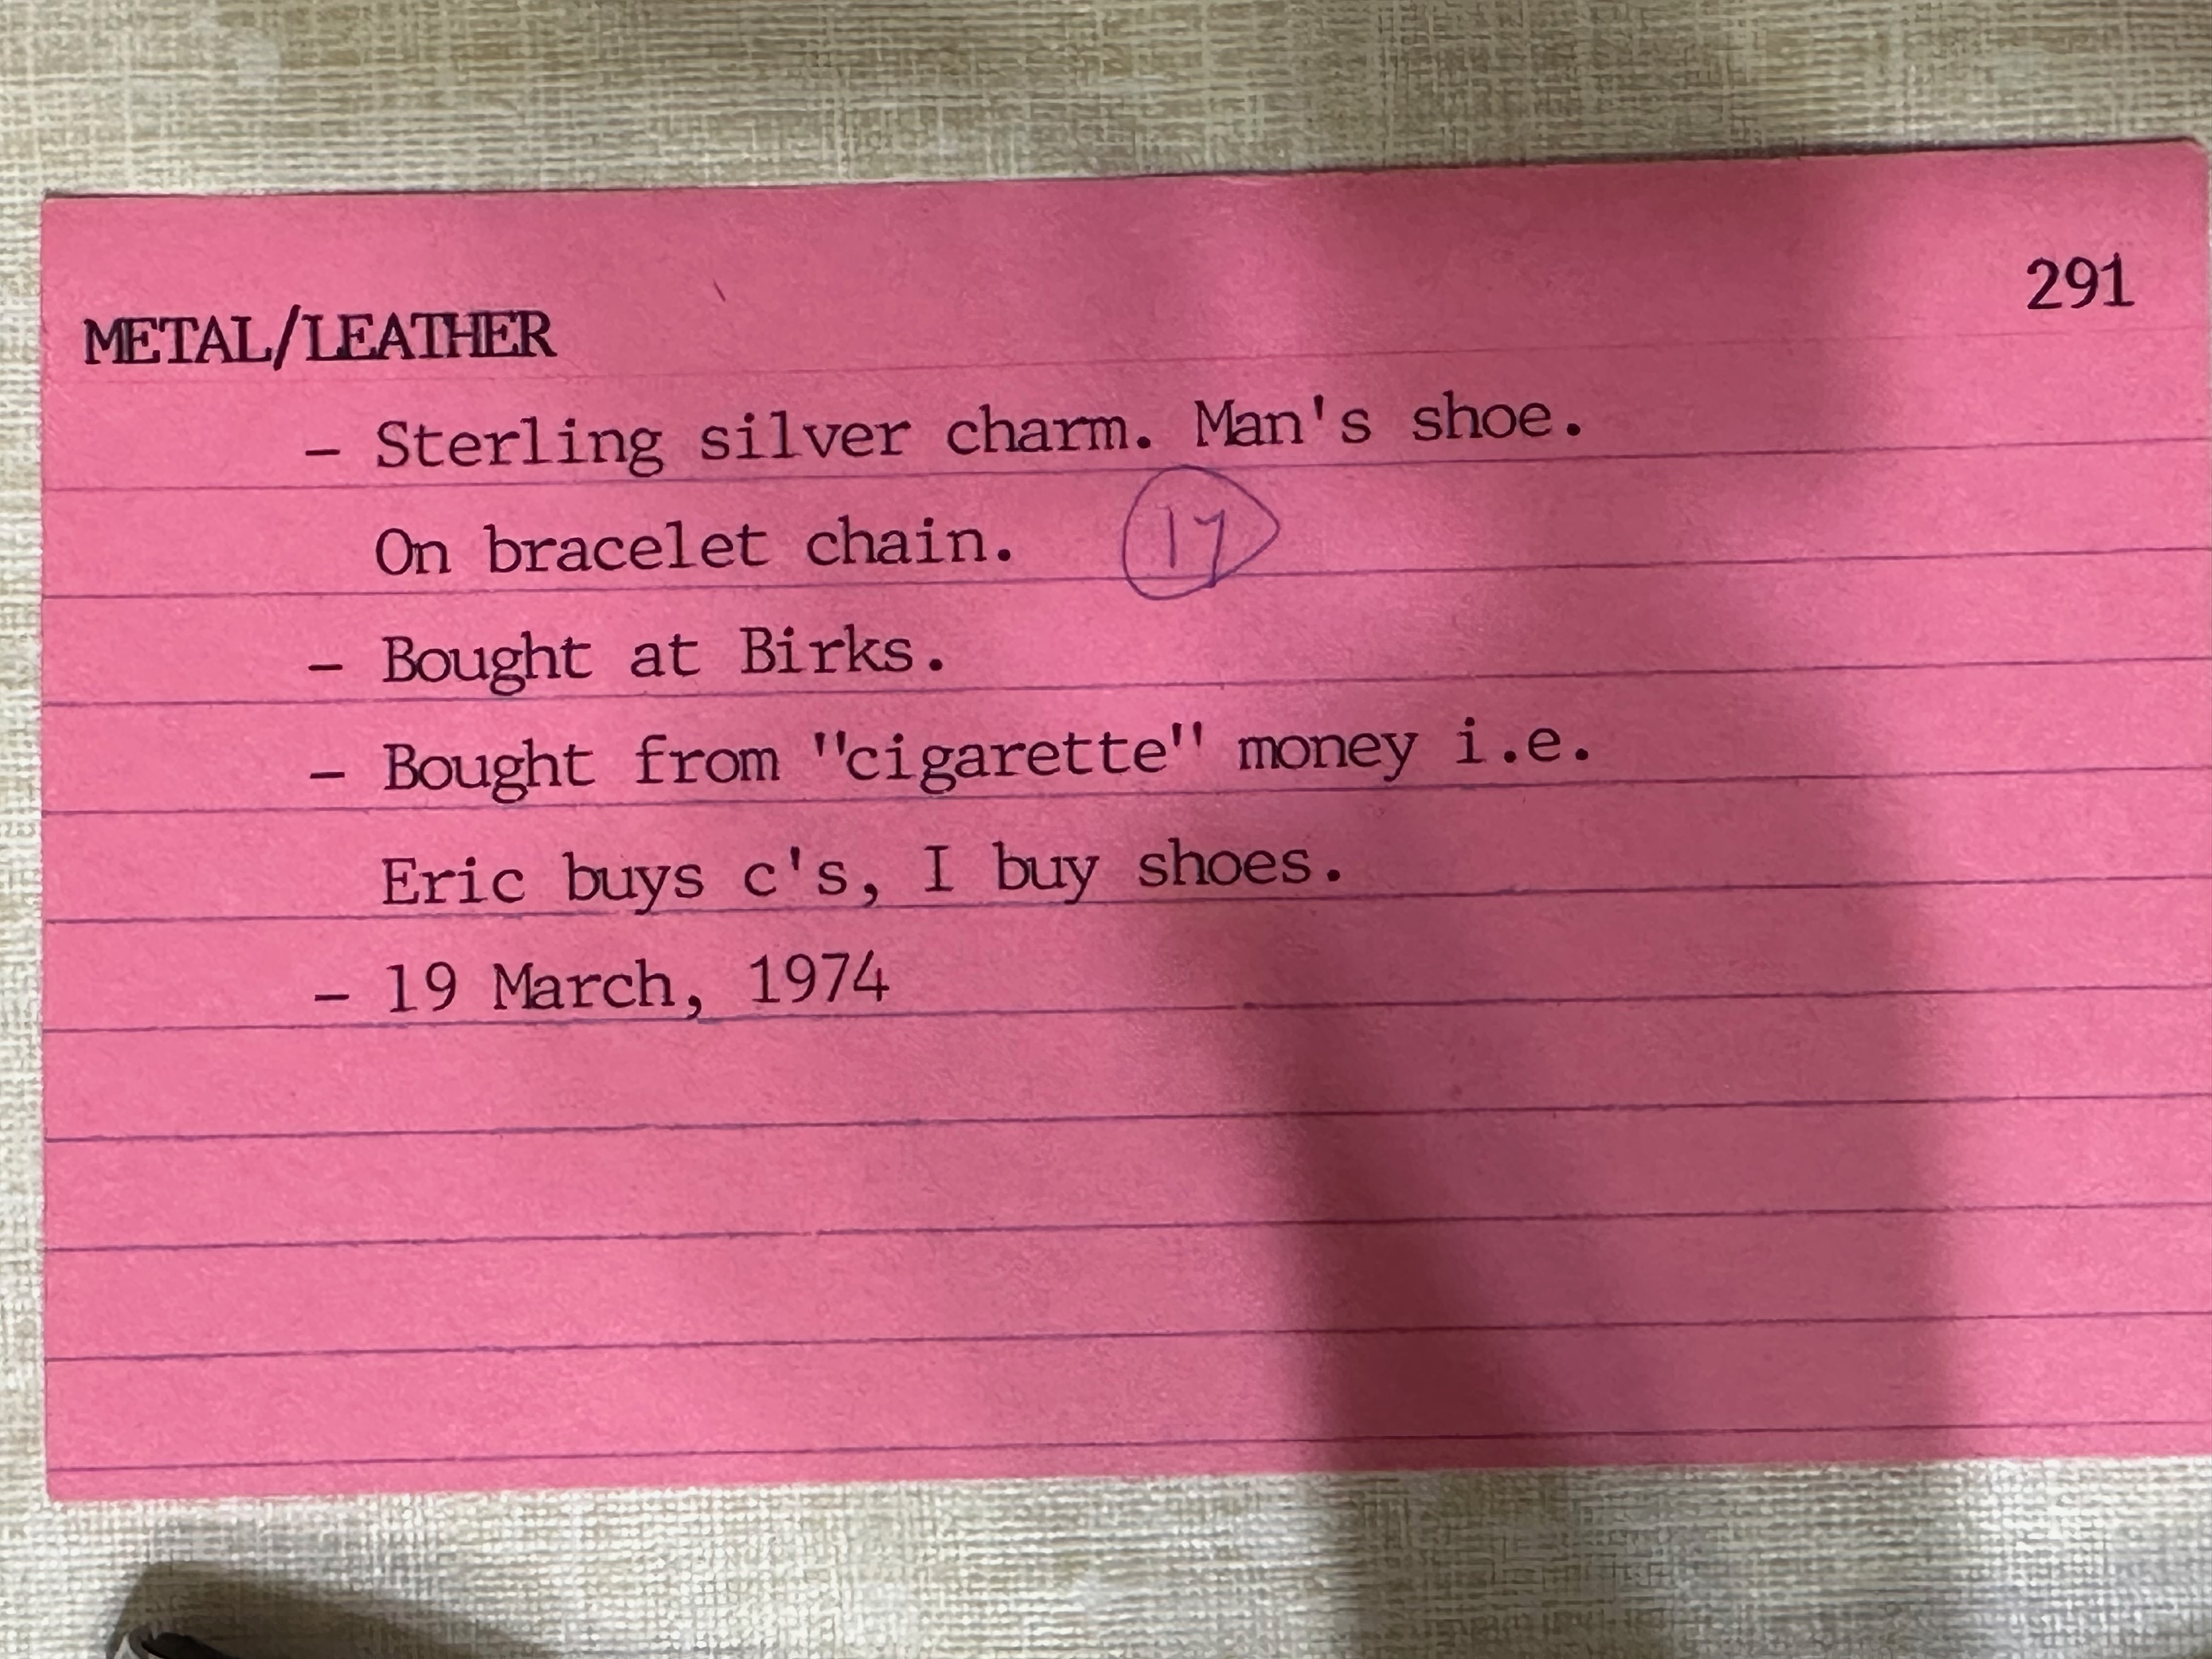 291
METAL/LEATHER
- Sterling silver charm. Man's shoe.
On bracelet chain. 17
- Bought at Birks.
- Bought from "cigarette" money i.e.
Eric buys c's, I buy shoes.
- 19 March, 1974